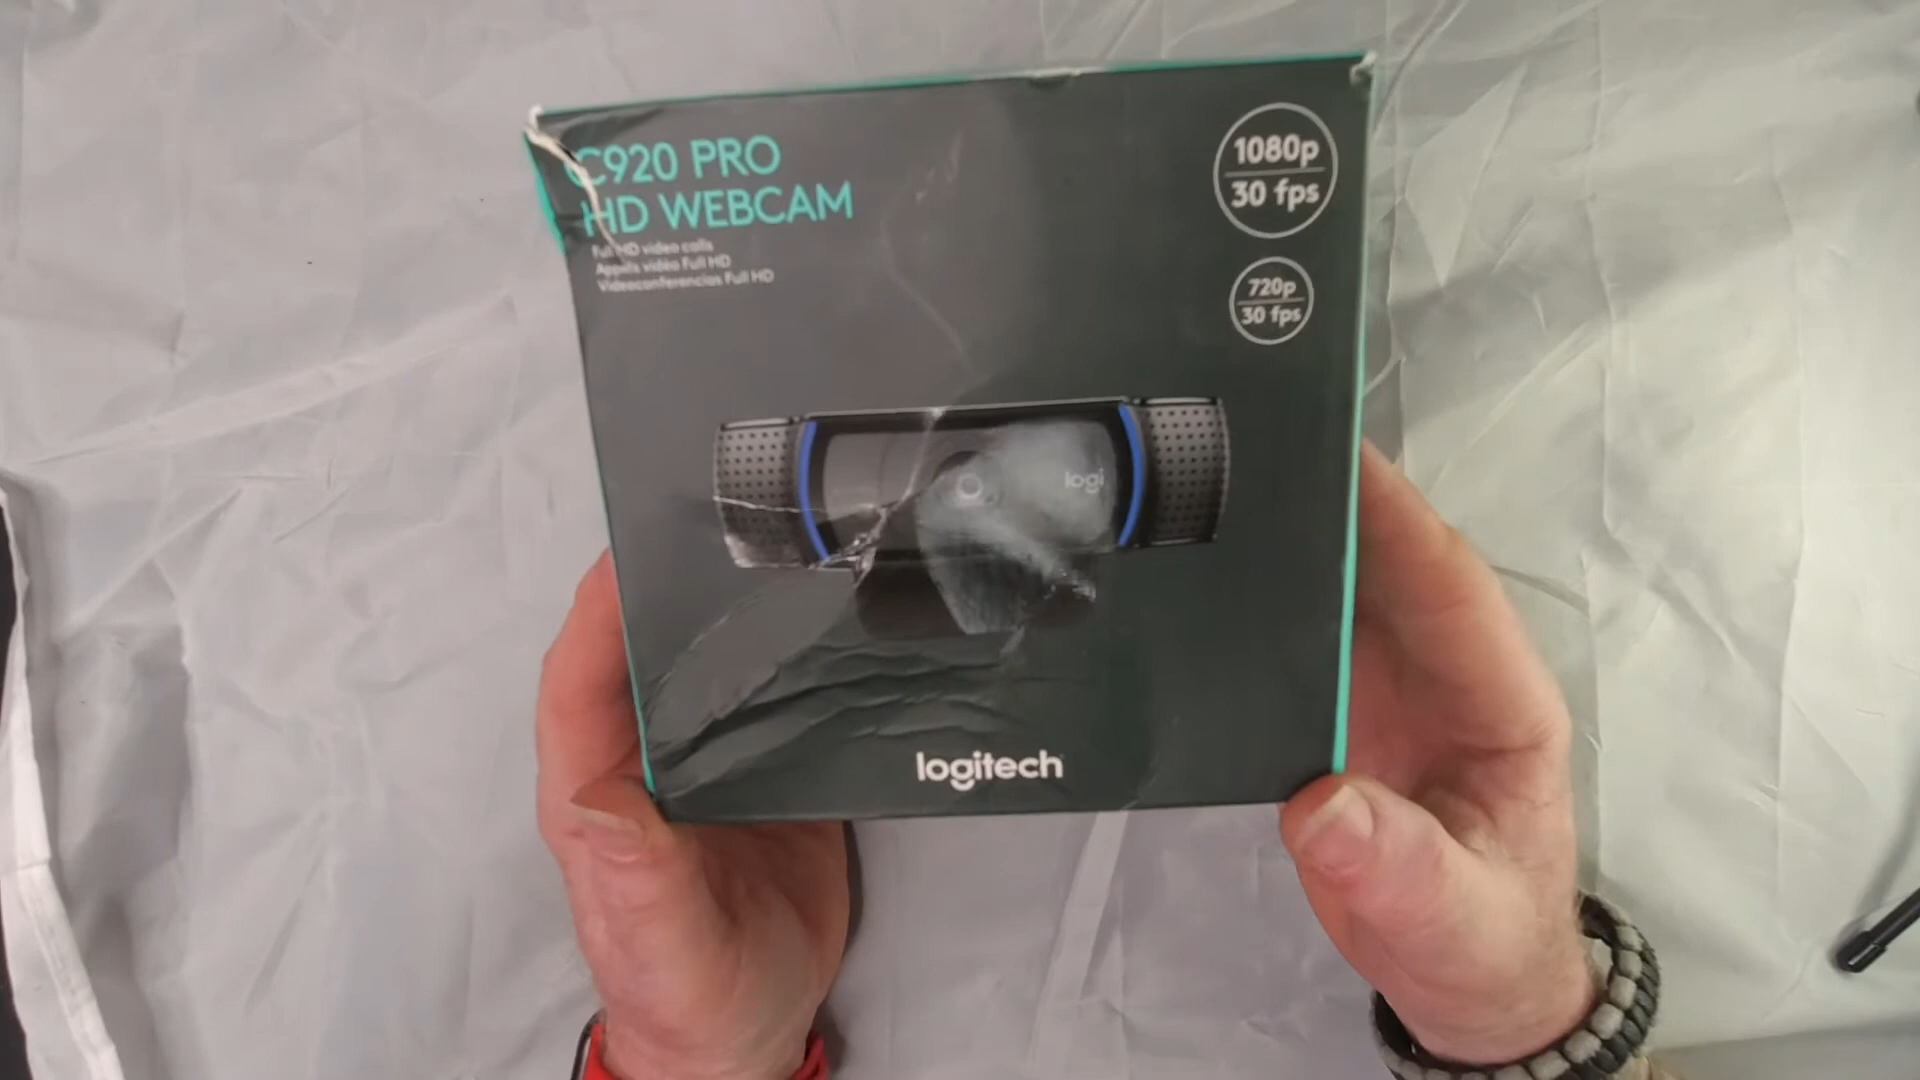 C920 PRO
HD WEBCAM
Full HD video calls
Appels vidéo Full HD
Videoconferencias Full HD
1080p
30 fps
720p
30 fps
logi
logitech